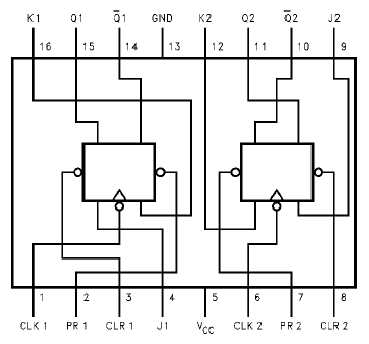 K1 Q1 Q̅1 GND K2 Q2 Q̅2 J2
16 15 14 13 12 11 10 9
1 2 3 4 5 6 7 8
CLK 1 PR 1 CLR 1 J1 VCC CLK 2 PR 2 CLR 2